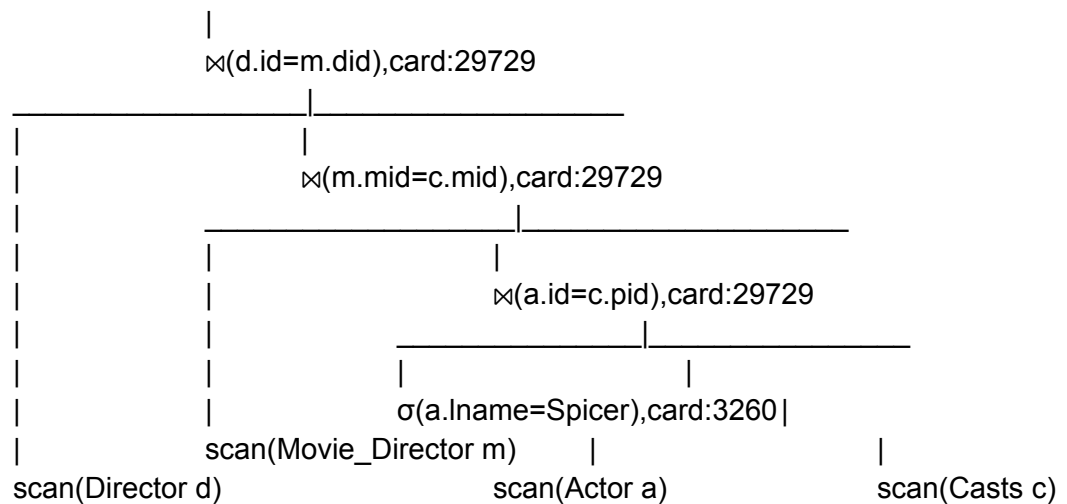 ⨝(d.id=m.did),card:29729
⨝(m.mid=c.mid),card:29729
⨝(a.id=c.pid),card:29729
σ(a.lname=Spicer),card:3260
scan(Movie_Director m)
scan(Director d) scan(Actor a) scan(Casts c)